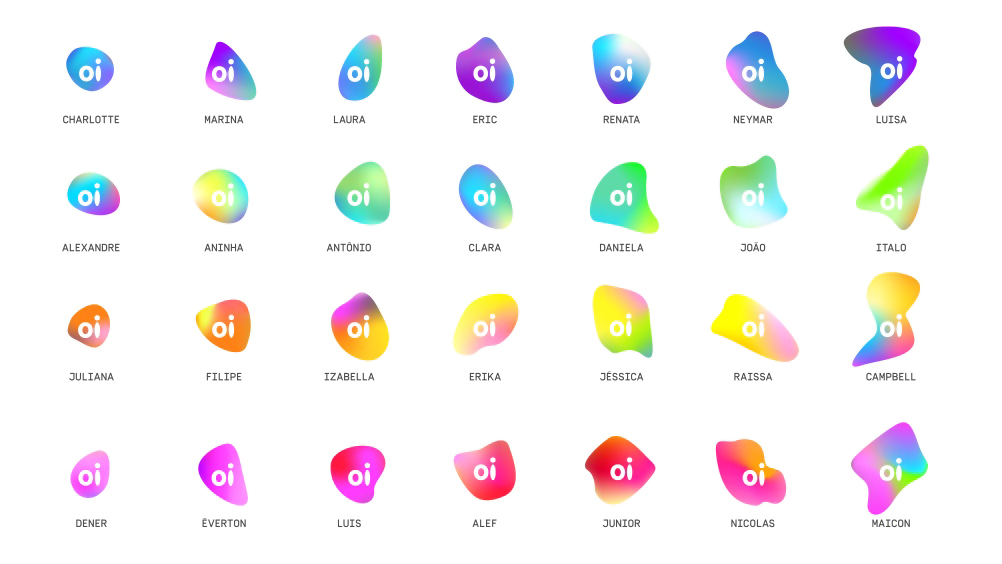 oi oi oi oi oi oi oi
CHARLOTTE MARINA LAURA ERIC RENATA NEYMAR LUISA
oi oi oi oi oi oi oi
ALEXANDRE ANINHA ANTÔNIO CLARA DANIELA JOÃO ITALO
oi oi oi oi oi oi oi
JULIANA FILIPE IZABELLA ERIKA JÉSSICA RAISSA CAMPBELL
oi oi oi oi oi oi oi
DENER ÉVERTON LUIS ALEF JUNIOR NICOLAS MAICON